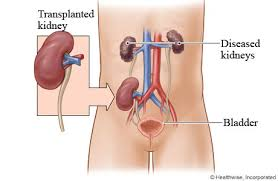 Transplanted
kidney
Diseased
kidneys
Bladder
© Healthwise, Incorporated